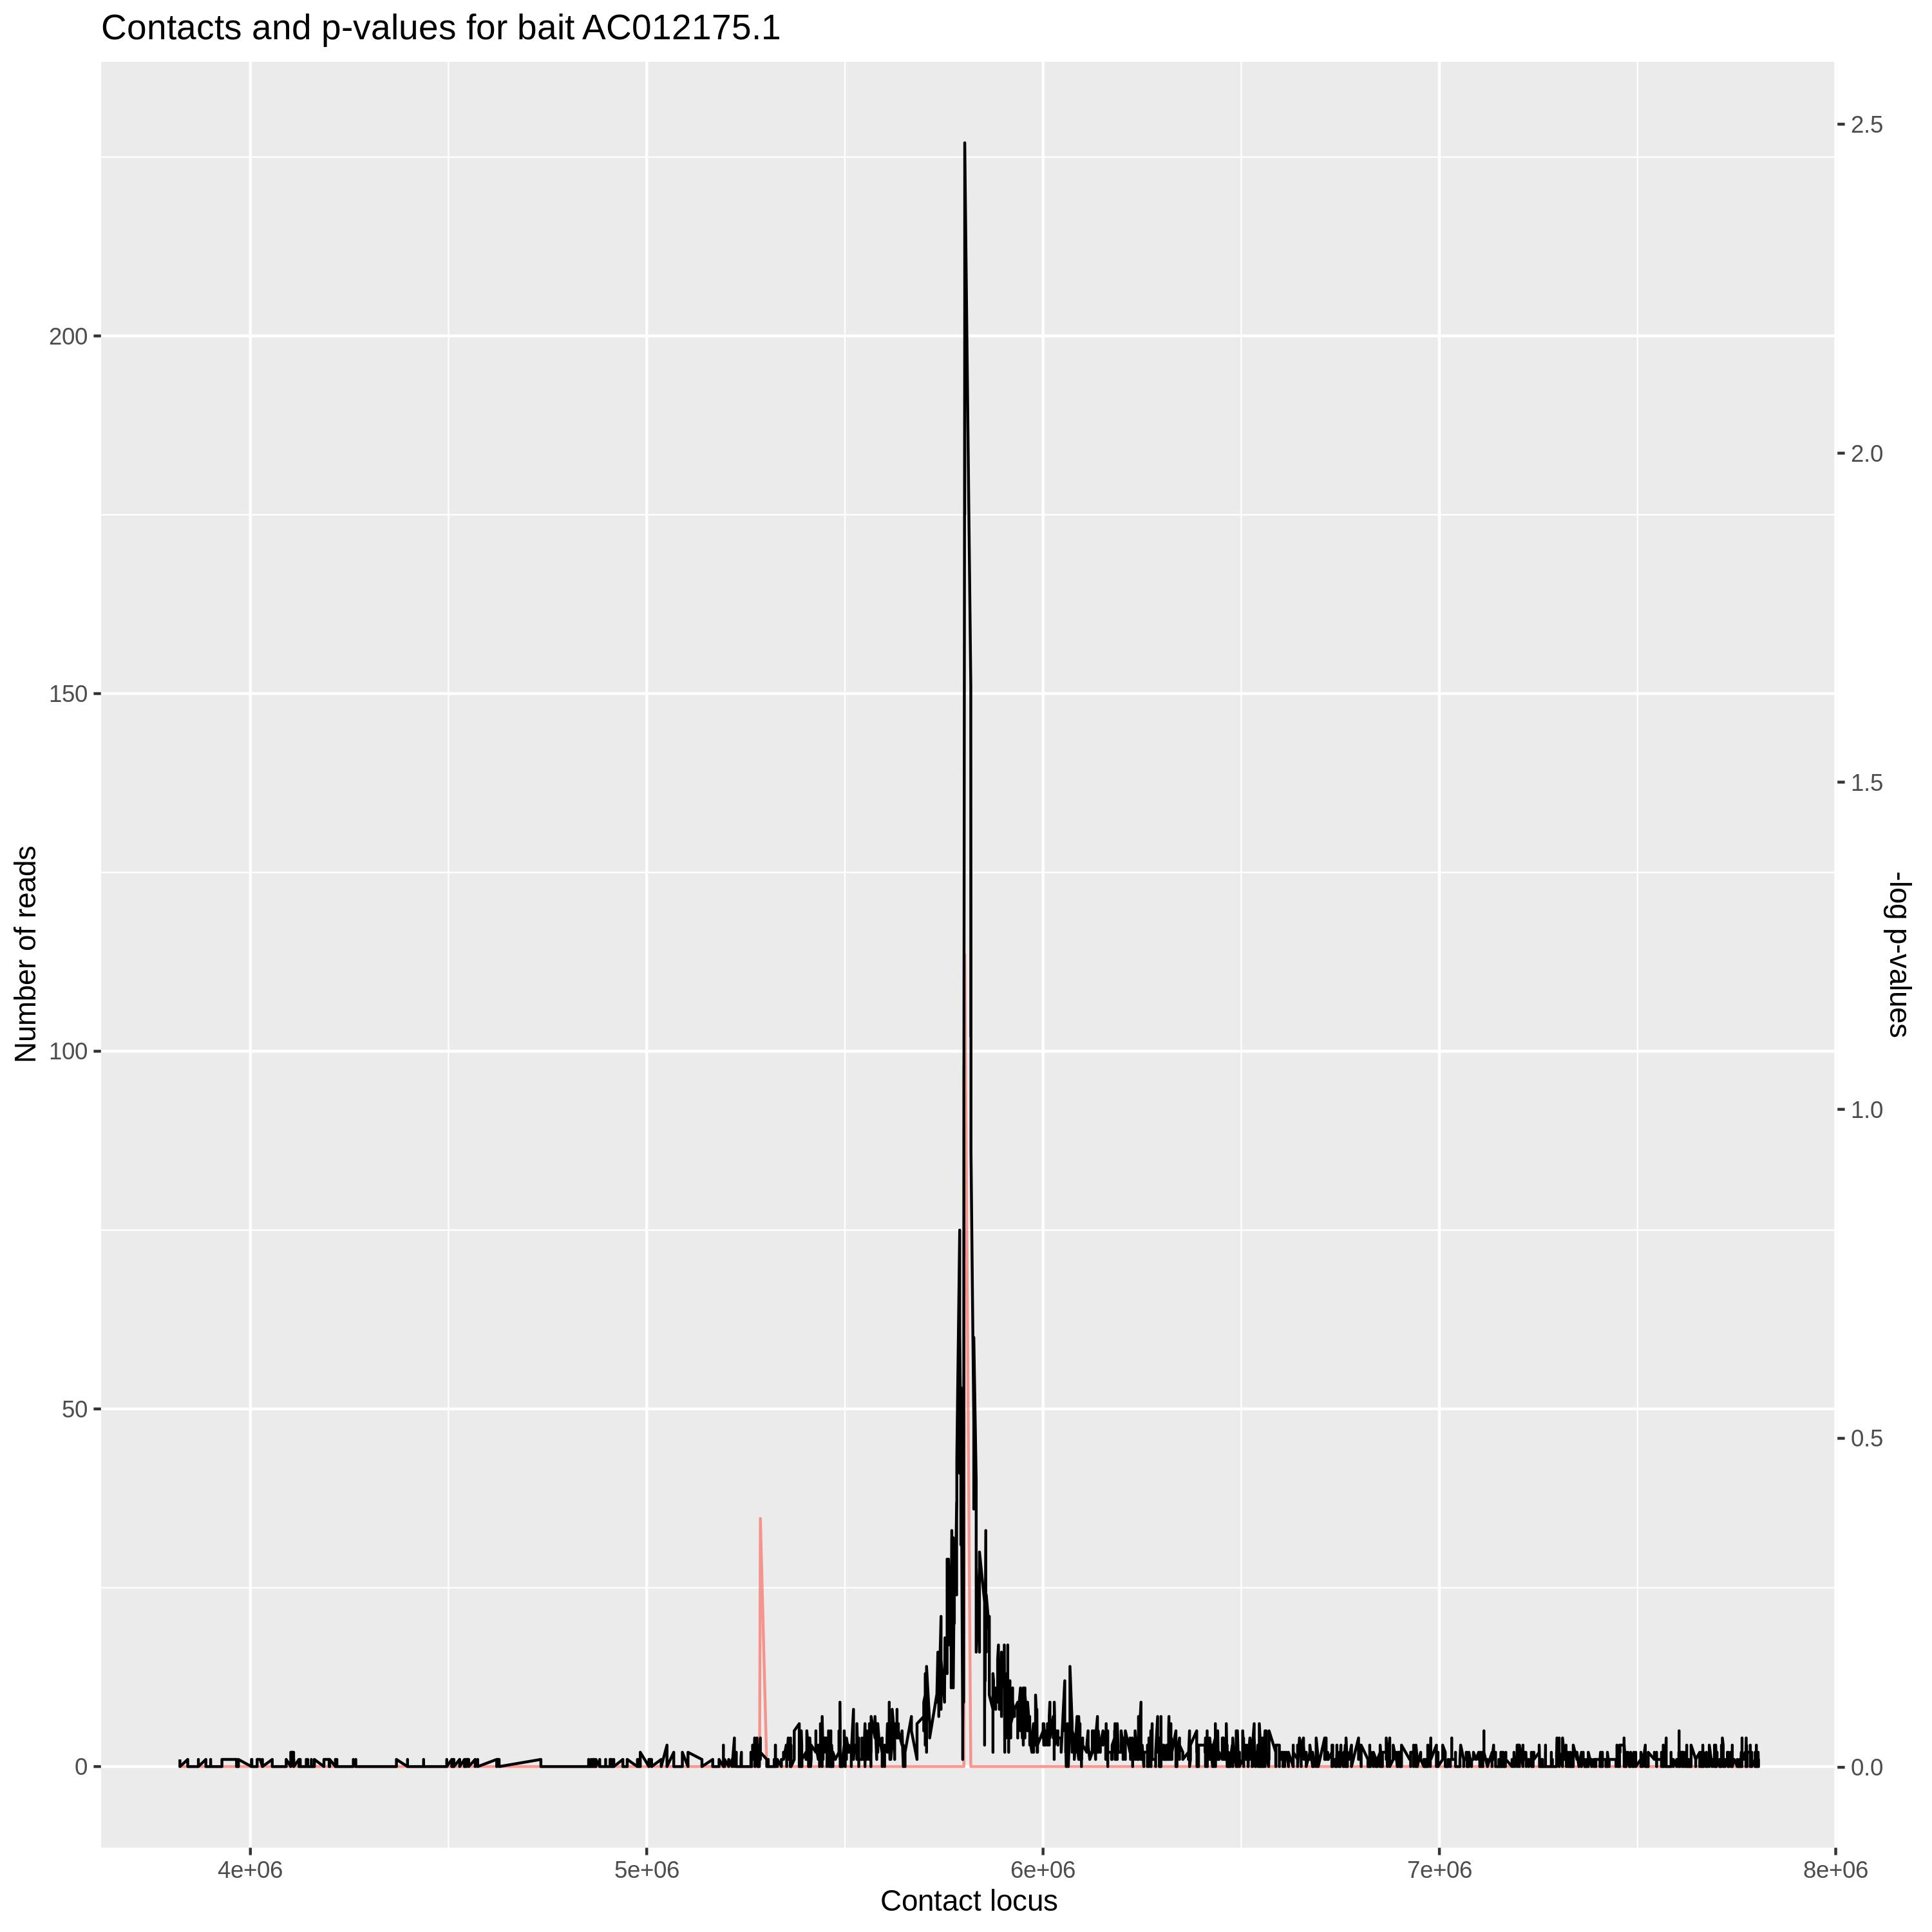 Contacts and p-values for bait AC012175.1
Number of reads
200
150
100
50
0
2.5
2.0
1.5
1.0
0.5
0.0
-log p-values
4e+06
5e+06
6e+06
7e+06
8e+06
Contact locus